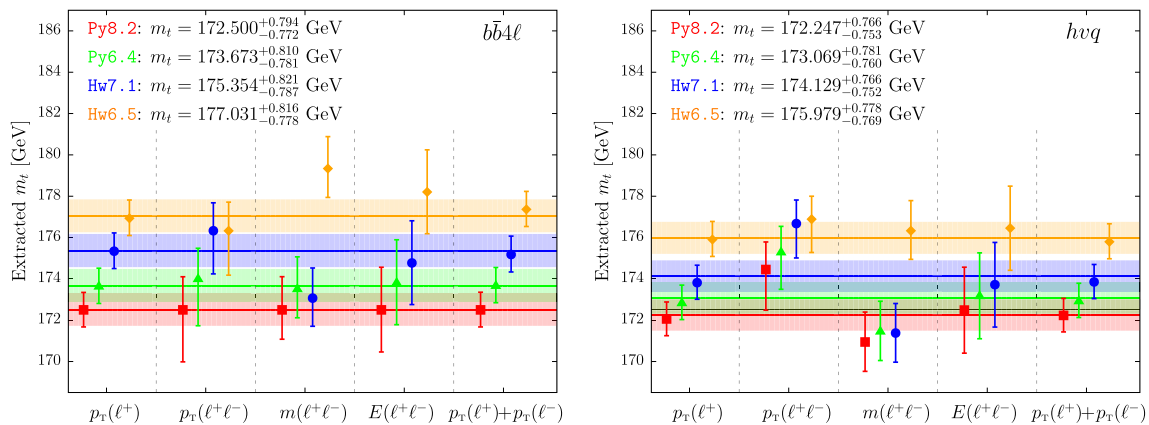 Py8.2: m_t = 172.500^{+0.794}_{-0.772} GeV
Py6.4: m_t = 173.673^{+0.810}_{-0.781} GeV
Hw7.1: m_t = 175.354^{+0.821}_{-0.787} GeV
Hw6.5: m_t = 177.031^{+0.816}_{-0.778} GeV
bb̄4ℓ
Extracted m_t [GeV]
186
184
182
180
178
176
174
172
170
p_T(ℓ⁺)
p_T(ℓ⁺ℓ⁻)
m(ℓ⁺ℓ⁻)
E(ℓ⁺ℓ⁻)
p_T(ℓ⁺)+p_T(ℓ⁻)
Py8.2: m_t = 172.247^{+0.766}_{-0.753} GeV
Py6.4: m_t = 173.069^{+0.781}_{-0.760} GeV
Hw7.1: m_t = 174.129^{+0.766}_{-0.752} GeV
Hw6.5: m_t = 175.979^{+0.778}_{-0.769} GeV
hvq
Extracted m_t [GeV]
186
184
182
180
178
176
174
172
170
p_T(ℓ⁺)
p_T(ℓ⁺ℓ⁻)
m(ℓ⁺ℓ⁻)
E(ℓ⁺ℓ⁻)
p_T(ℓ⁺)+p_T(ℓ⁻)